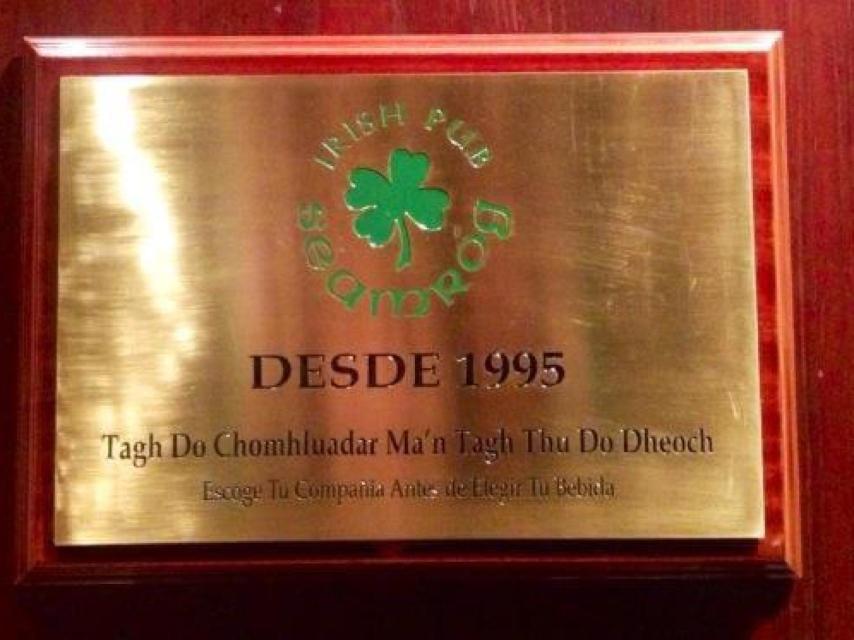 IRISH PUB
Seamróg
DESDE 1995
Tagh Do Chomhluadar Ma'n Tagh Thu Do Dheoch
Escoge Tu Compañia Antes de Elegir Tu Bebida